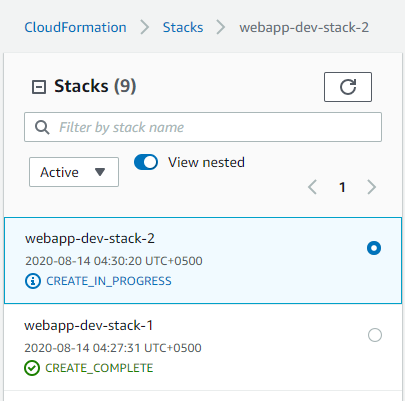 CloudFormation > Stacks > webapp-dev-stack-2
Stacks (9)
Filter by stack name
Active
View nested
1
webapp-dev-stack-2
2020-08-14 04:30:20 UTC+0500
CREATE_IN_PROGRESS
webapp-dev-stack-1
2020-08-14 04:27:31 UTC+0500
CREATE_COMPLETE